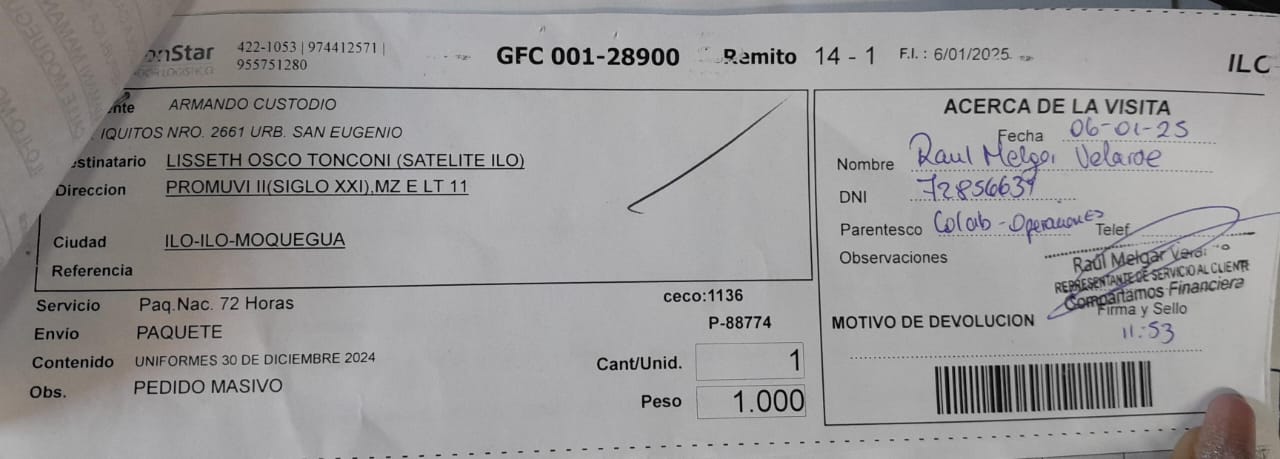 onStar 422-1053 | 974412571 | 955751280
GFC 001-28900 Remito 14 - 1 F.I.: 6/01/2025
ILO
nte ARMANDO CUSTODIO
IQUITOS NRO. 2661 URB. SAN EUGENIO
estinatario LISSETH OSCO TONCONI (SATELITE ILO)
Direccion PROMUVI II(SIGLO XXI),MZ E LT 11
Ciudad ILO-ILO-MOQUEGUA
Referencia
Servicio Paq.Nac. 72 Horas
ceco:1136
Envío PAQUETE
P-88774
Contenido UNIFORMES 30 DE DICIEMBRE 2024
Cant/Unid. 1
Obs. PEDIDO MASIVO
Peso 1.000
ACERCA DE LA VISITA
Fecha 06-01-25
Nombre Raul Melgar Velarde
DNI 72856639
Parentesco Colab - Operaciones Telef
Observaciones
Raúl Melgar
REPRESENTANTE DE SERVICIO AL CLIENTE
Compartamos Financiera
Firma y Sello
MOTIVO DE DEVOLUCION
11:53